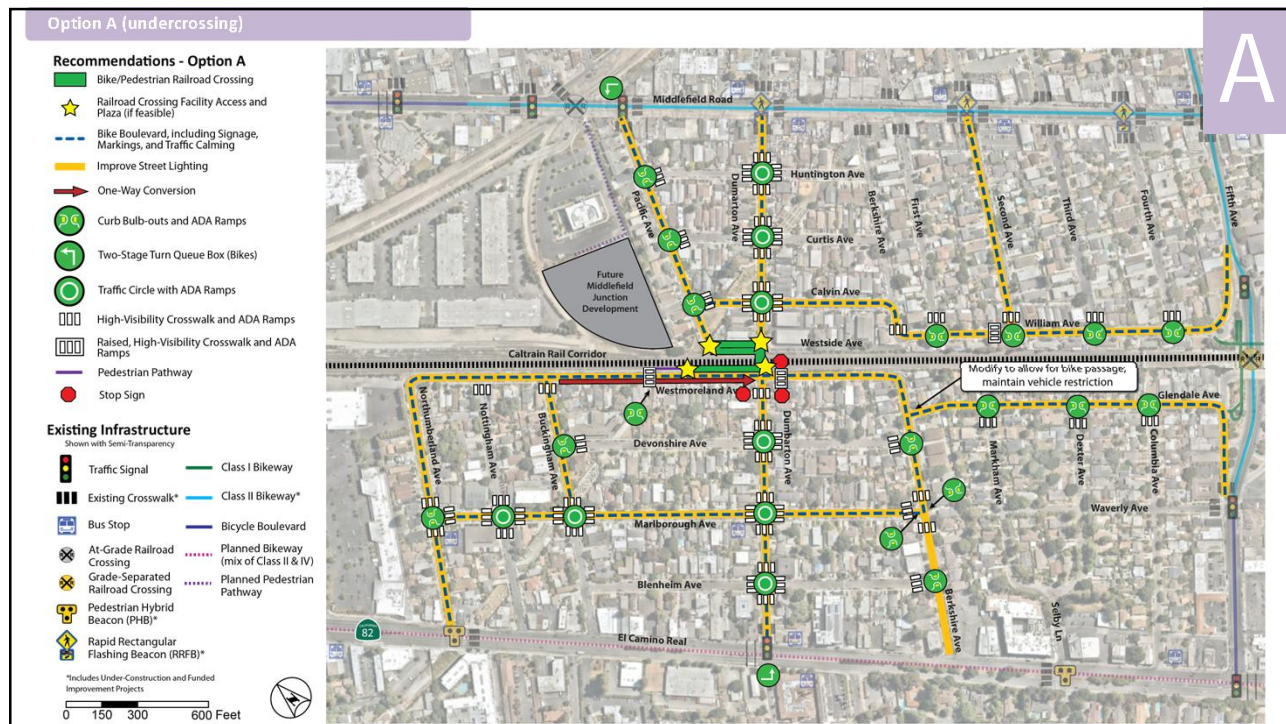 Option A (undercrossing)
A
Recommendations - Option A
Bike/Pedestrian Railroad Crossing
Railroad Crossing Facility Access and
Plaza (if feasible)
Bike Boulevard, including Signage,
Markings, and Traffic Calming
Improve Street Lighting
One-Way Conversion
Curb Bulb-outs and ADA Ramps
Two-Stage Turn Queue Box (Bikes)
Traffic Circle with ADA Ramps
High-Visibility Crosswalk and ADA Ramps
Raised, High-Visibility Crosswalk and ADA
Ramps
Pedestrian Pathway
Stop Sign
Existing Infrastructure
Shown with Semi-Transparency
Traffic Signal
Class I Bikeway
Existing Crosswalk*
Class II Bikeway*
Bus Stop
Bicycle Boulevard
At-Grade Railroad
Crossing
Planned Bikeway
(mix of Class II & IV)
Grade-Separated
Railroad Crossing
Planned Pedestrian
Pathway
Pedestrian Hybrid
Beacon (PHB)*
Rapid Rectangular
Flashing Beacon (RRFB)*
*Includes Under-Construction and Funded
Improvement Projects
0 150 300 600 Feet
N
Middlefield Road
Huntington Ave
Pacific Ave
Dumarton Ave
Berkshire Ave
First Ave
Second Ave
Third Ave
Fourth Ave
Fifth Ave
Curtis Ave
Future
Middlefield
Junction
Development
Calvin Ave
William Ave
Westside Ave
Caltrain Rail Corridor
Modify to allow for bike passage;
maintain vehicle restriction
Westmoreland Av
Glendale Ave
Northumberland Ave
Nottingham Ave
Buckingham Ave
Devonshire Ave
Dumbarton Ave
Markham Ave
Dexter Ave
Columbia Ave
Marlborough Ave
Waverly Ave
Blenheim Ave
Berkshire Ave
Selby Ln
El Camino Real
82